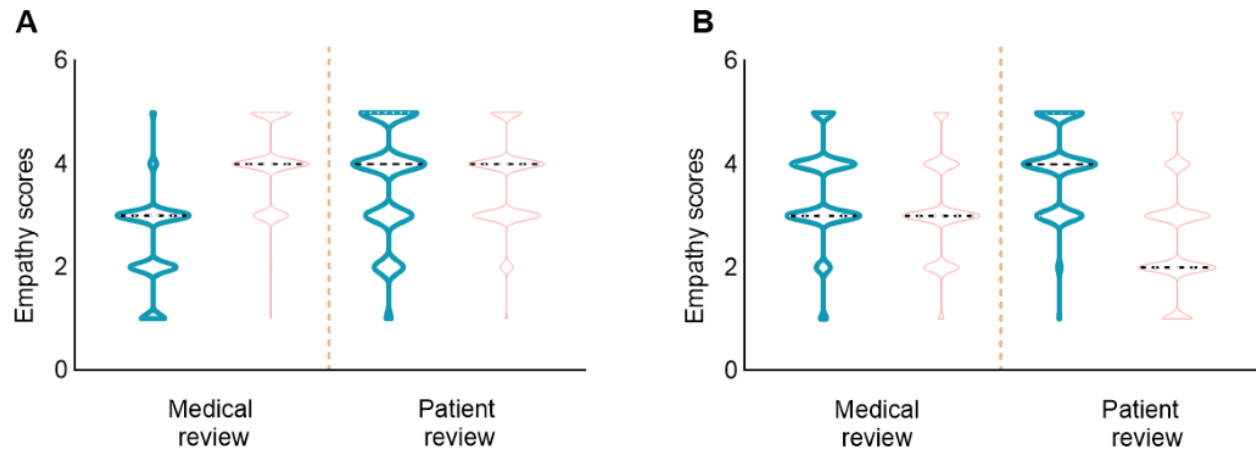 A
B
Empathy scores
6
4
2
0
Medical
review
Patient
review
Empathy scores
6
4
2
0
Medical
review
Patient
review